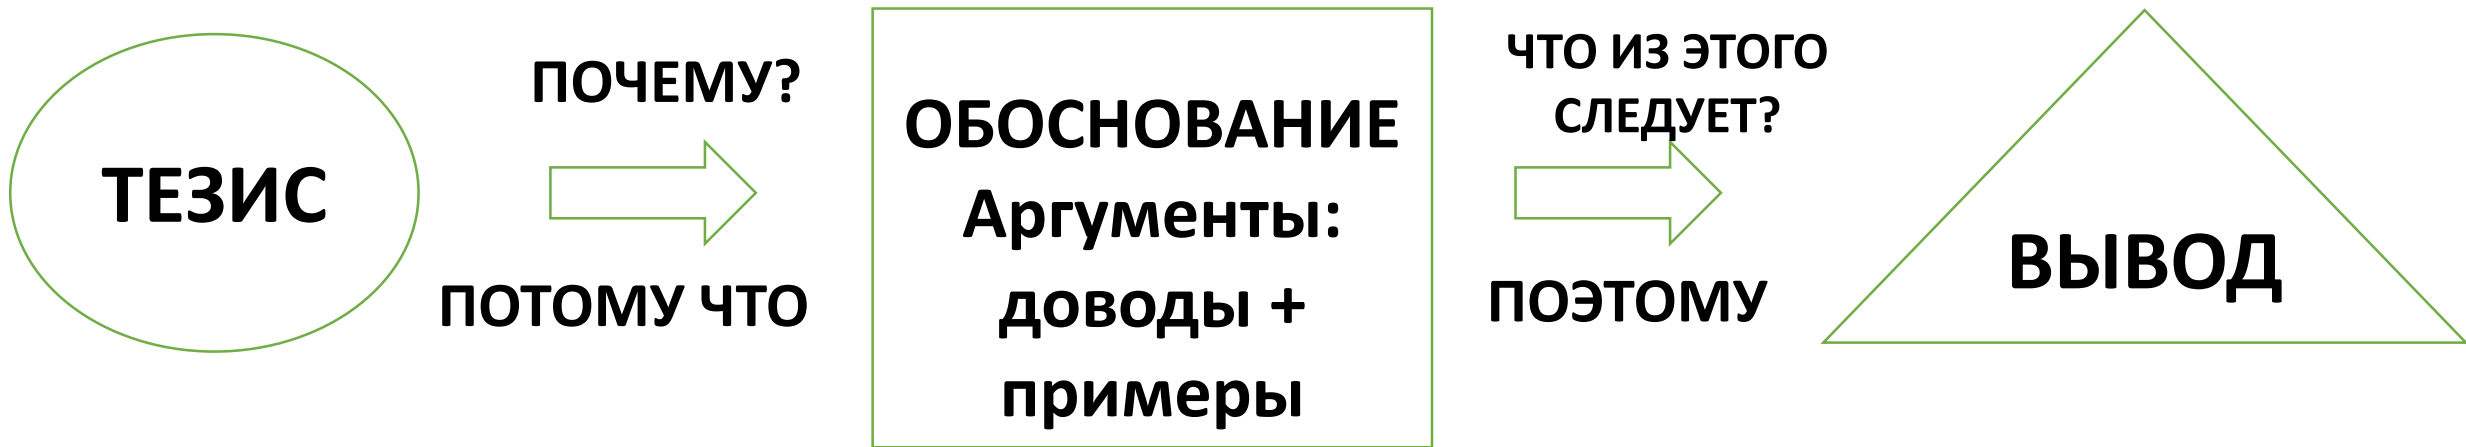 ТЕЗИС
ПОЧЕМУ?
ПОТОМУ ЧТО
ОБОСНОВАНИЕ
Аргументы:
доводы +
примеры
ЧТО ИЗ ЭТОГО
СЛЕДУЕТ?
ПОЭТОМУ
ВЫВОД